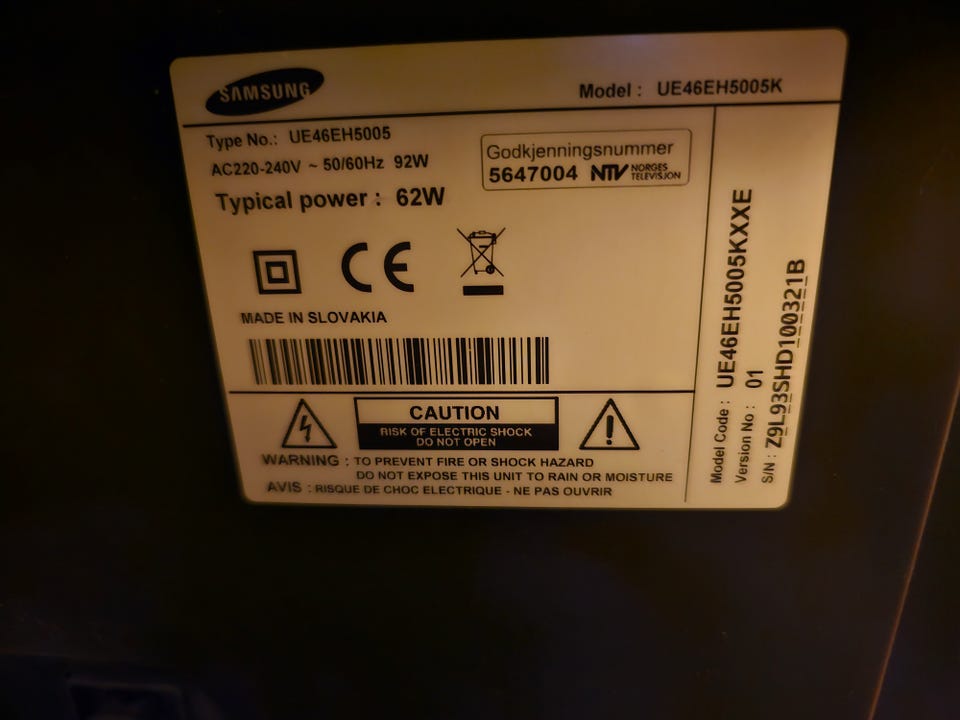 SAMSUNG
Model : UE46EH5005K
Type No.: UE46EH5005
AC220-240V ~ 50/60Hz 92W
Typical power : 62W
Godkjenningsnummer
5647004 NTV NORGES TELEVISJON
CE
MADE IN SLOVAKIA
CAUTION
RISK OF ELECTRIC SHOCK
DO NOT OPEN
WARNING : TO PREVENT FIRE OR SHOCK HAZARD
DO NOT EXPOSE THIS UNIT TO RAIN OR MOISTURE
AVIS : RISQUE DE CHOC ELECTRIQUE - NE PAS OUVRIR
Model Code : UE46EH5005KXXE
Version No : 01
S/N : Z9L93SHD100321B